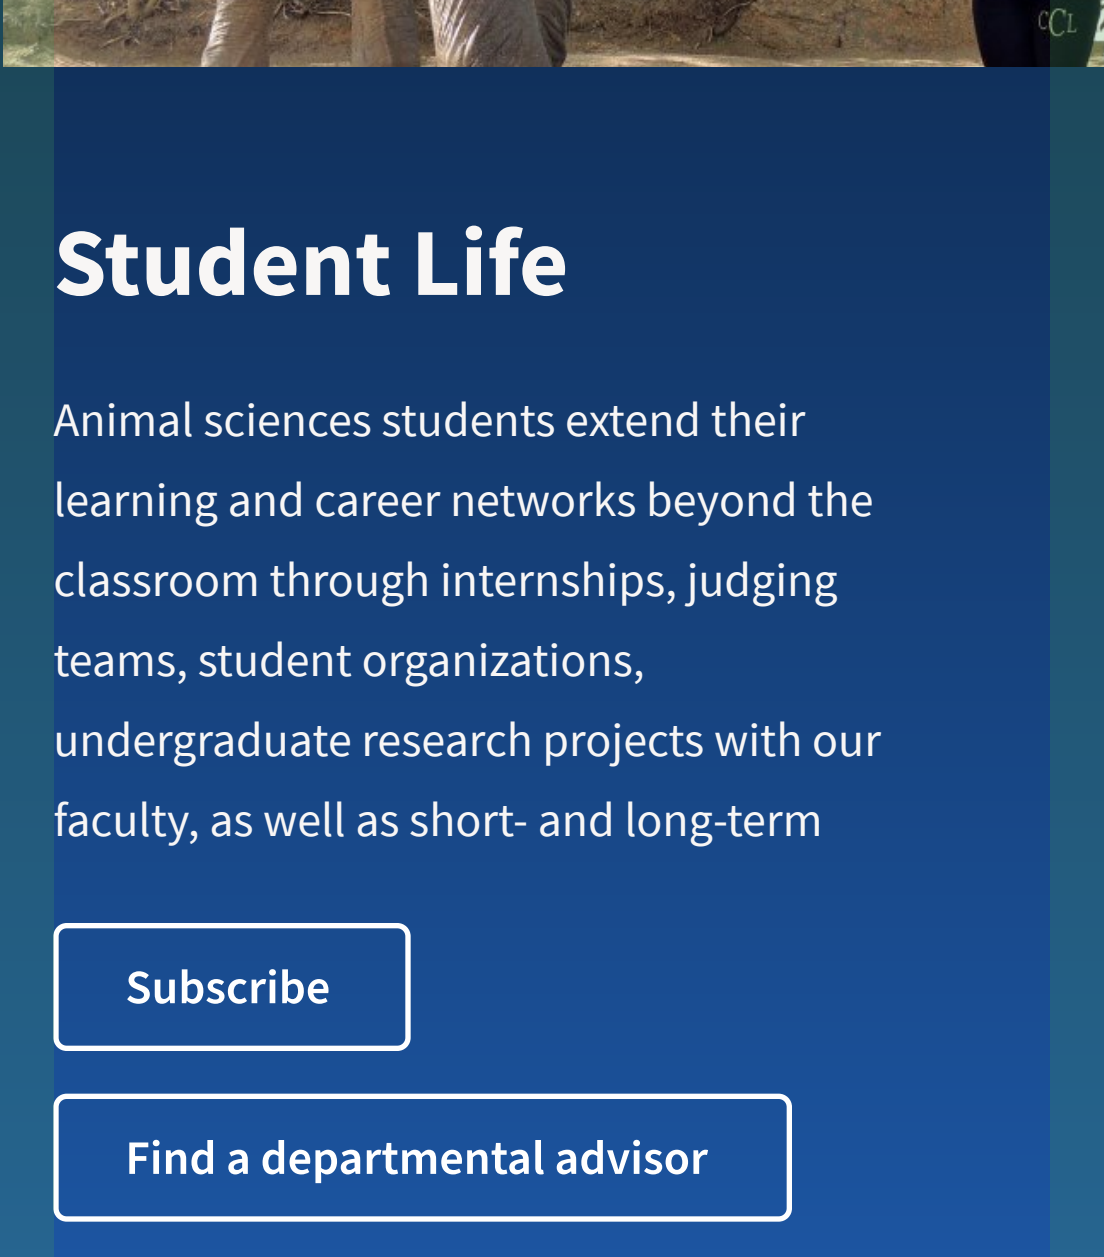 CCL
Student Life
Animal sciences students extend their
learning and career networks beyond the
classroom through internships, judging
teams, student organizations,
undergraduate research projects with our
faculty, as well as short- and long-term
Subscribe
Find a departmental advisor